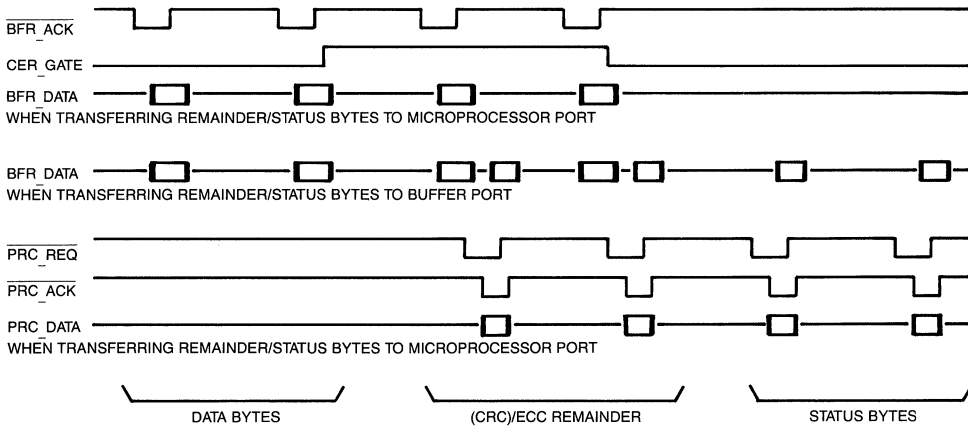 BFR_ACK
CER_GATE
BFR_DATA
WHEN TRANSFERRING REMAINDER/STATUS BYTES TO MICROPROCESSOR PORT
BFR_DATA
WHEN TRANSFERRING REMAINDER/STATUS BYTES TO BUFFER PORT
PRC_REQ
PRC_ACK
PRC_DATA
WHEN TRANSFERRING REMAINDER/STATUS BYTES TO MICROPROCESSOR PORT
DATA BYTES (CRC)/ECC REMAINDER STATUS BYTES